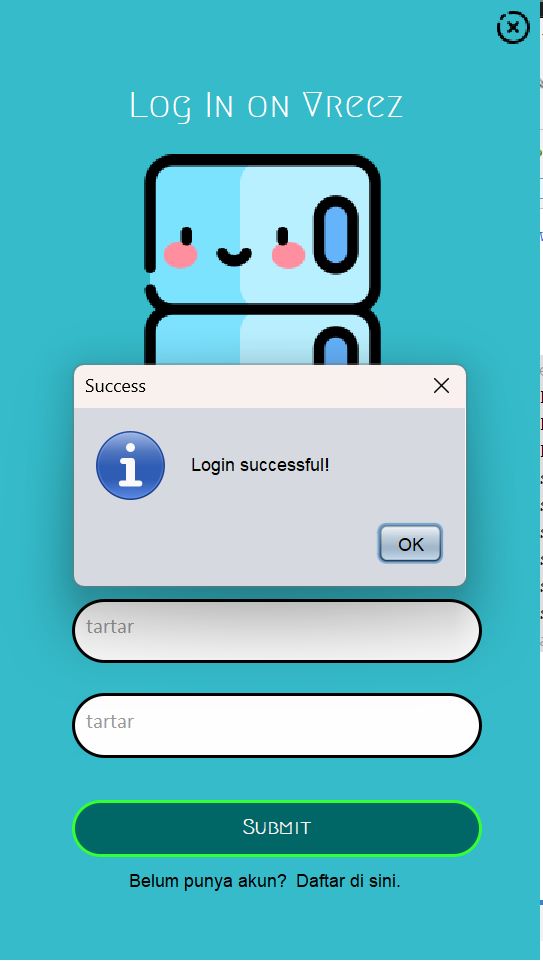 Log In on Vreez
Success
Login successful!
OK
tartar
tartar
Submit
Belum punya akun?  Daftar di sini.